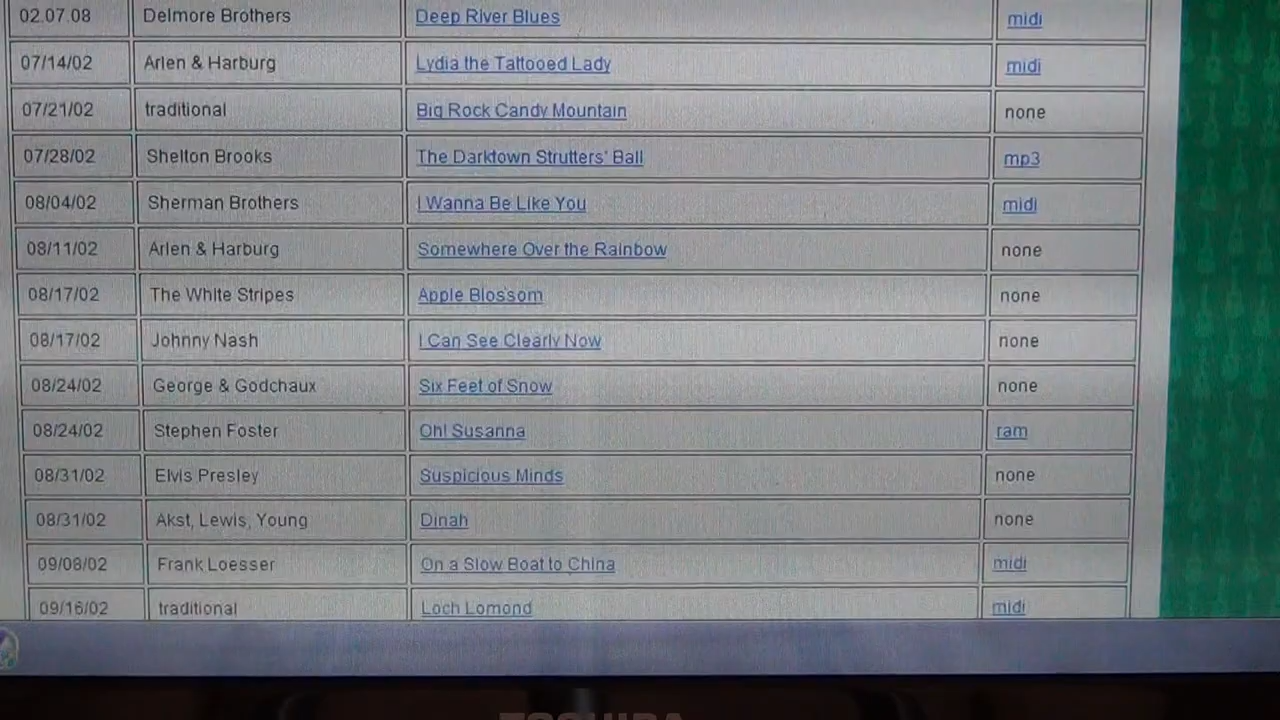 02.07.08 Delmore Brothers Deep River Blues midi
07/14/02 Arlen & Harburg Lydia the Tattooed Lady midi
07/21/02 traditional Big Rock Candy Mountain none
07/28/02 Shelton Brooks The Darktown Strutters' Ball mp3
08/04/02 Sherman Brothers I Wanna Be Like You midi
08/11/02 Arlen & Harburg Somewhere Over the Rainbow none
08/17/02 The White Stripes Apple Blossom none
08/17/02 Johnny Nash I Can See Clearly Now none
08/24/02 George & Godchaux Six Feet of Snow none
08/24/02 Stephen Foster Oh! Susanna ram
08/31/02 Elvis Presley Suspicious Minds none
08/31/02 Akst, Lewis, Young Dinah none
09/08/02 Frank Loesser On a Slow Boat to China midi
09/16/02 traditional Loch Lomond midi
TOSHIBA